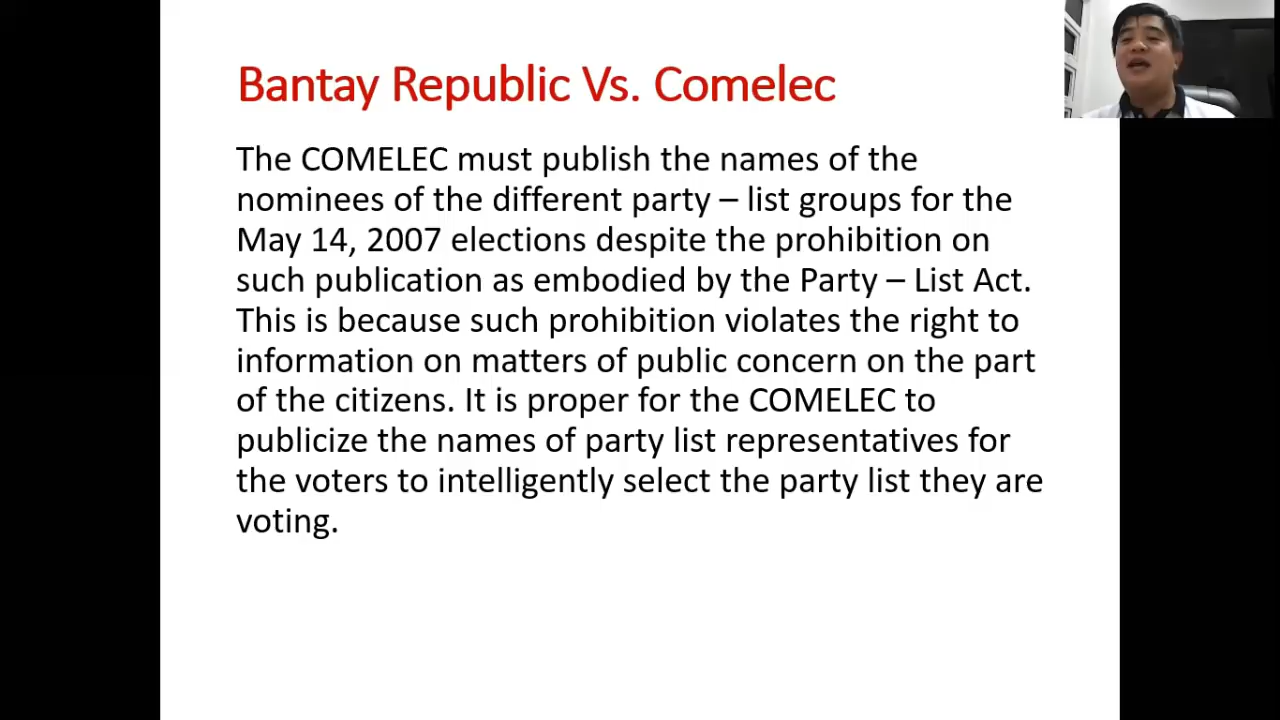 Bantay Republic Vs. Comelec
The COMELEC must publish the names of the
nominees of the different party – list groups for the
May 14, 2007 elections despite the prohibition on
such publication as embodied by the Party – List Act.
This is because such prohibition violates the right to
information on matters of public concern on the part
of the citizens. It is proper for the COMELEC to
publicize the names of party list representatives for
the voters to intelligently select the party list they are
voting.